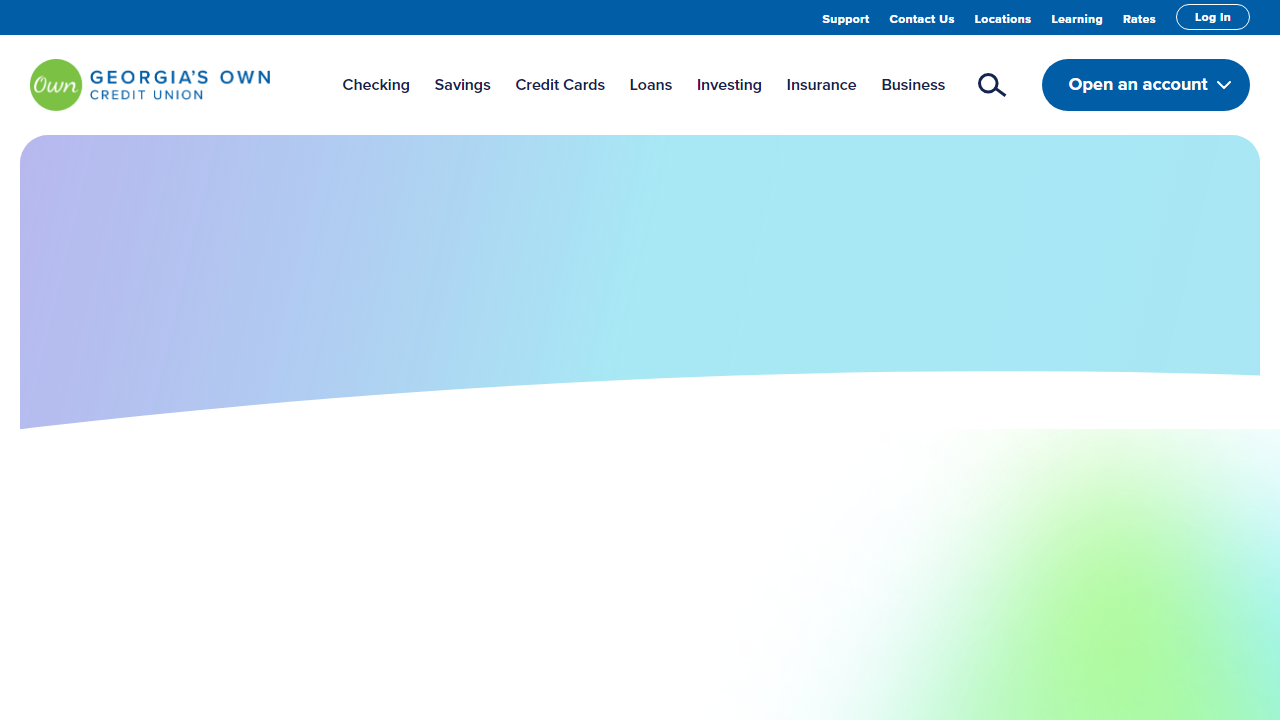 Support Contact Us Locations Learning Rates Log In
Own GEORGIA'S OWN
CREDIT UNION
Checking Savings Credit Cards Loans Investing Insurance Business
Open an account